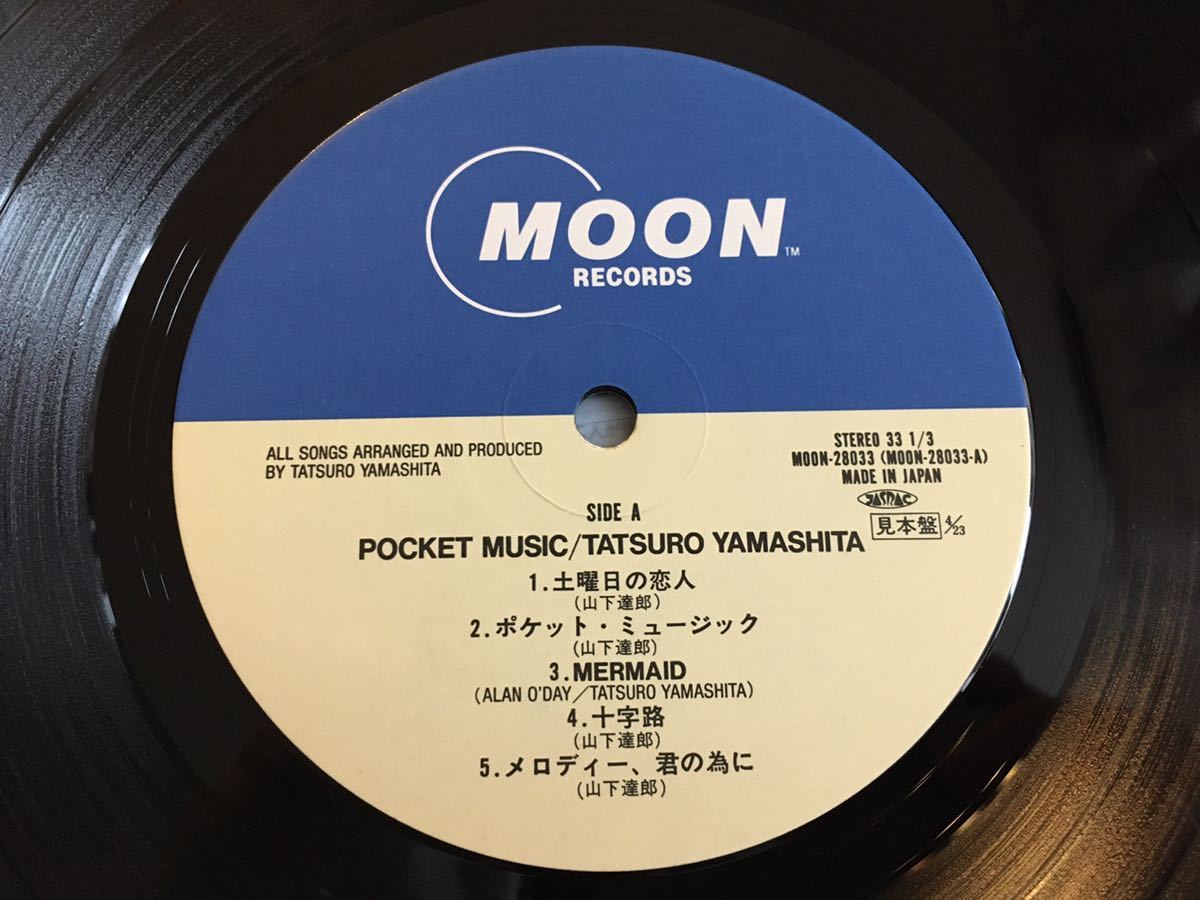 MOON TM
RECORDS
ALL SONGS ARRANGED AND PRODUCED
BY TATSURO YAMASHITA
STEREO 33 1/3
MOON-28033 (MOON-28033-A)
MADE IN JAPAN
JASRAC
見本盤 4/23
SIDE A
POCKET MUSIC/TATSURO YAMASHITA
1.土曜日の恋人
(山下達郎)
2.ポケット・ミュージック
(山下達郎)
3.MERMAID
(ALAN O'DAY/TATSURO YAMASHITA)
4.十字路
(山下達郎)
5.メロディー、君の為に
(山下達郎)